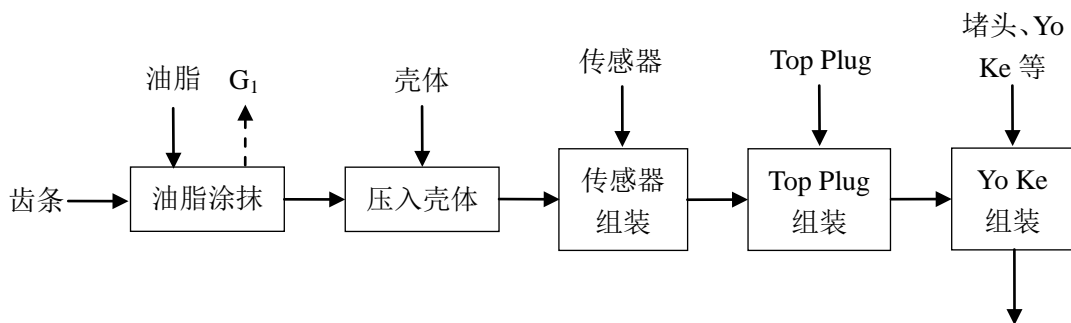 堵头、Yo
Ke 等
传感器
Top Plug
油脂
G₁
壳体
齿条
油脂涂抹
压入壳体
传感器
组装
Top Plug
组装
Yo Ke
组装